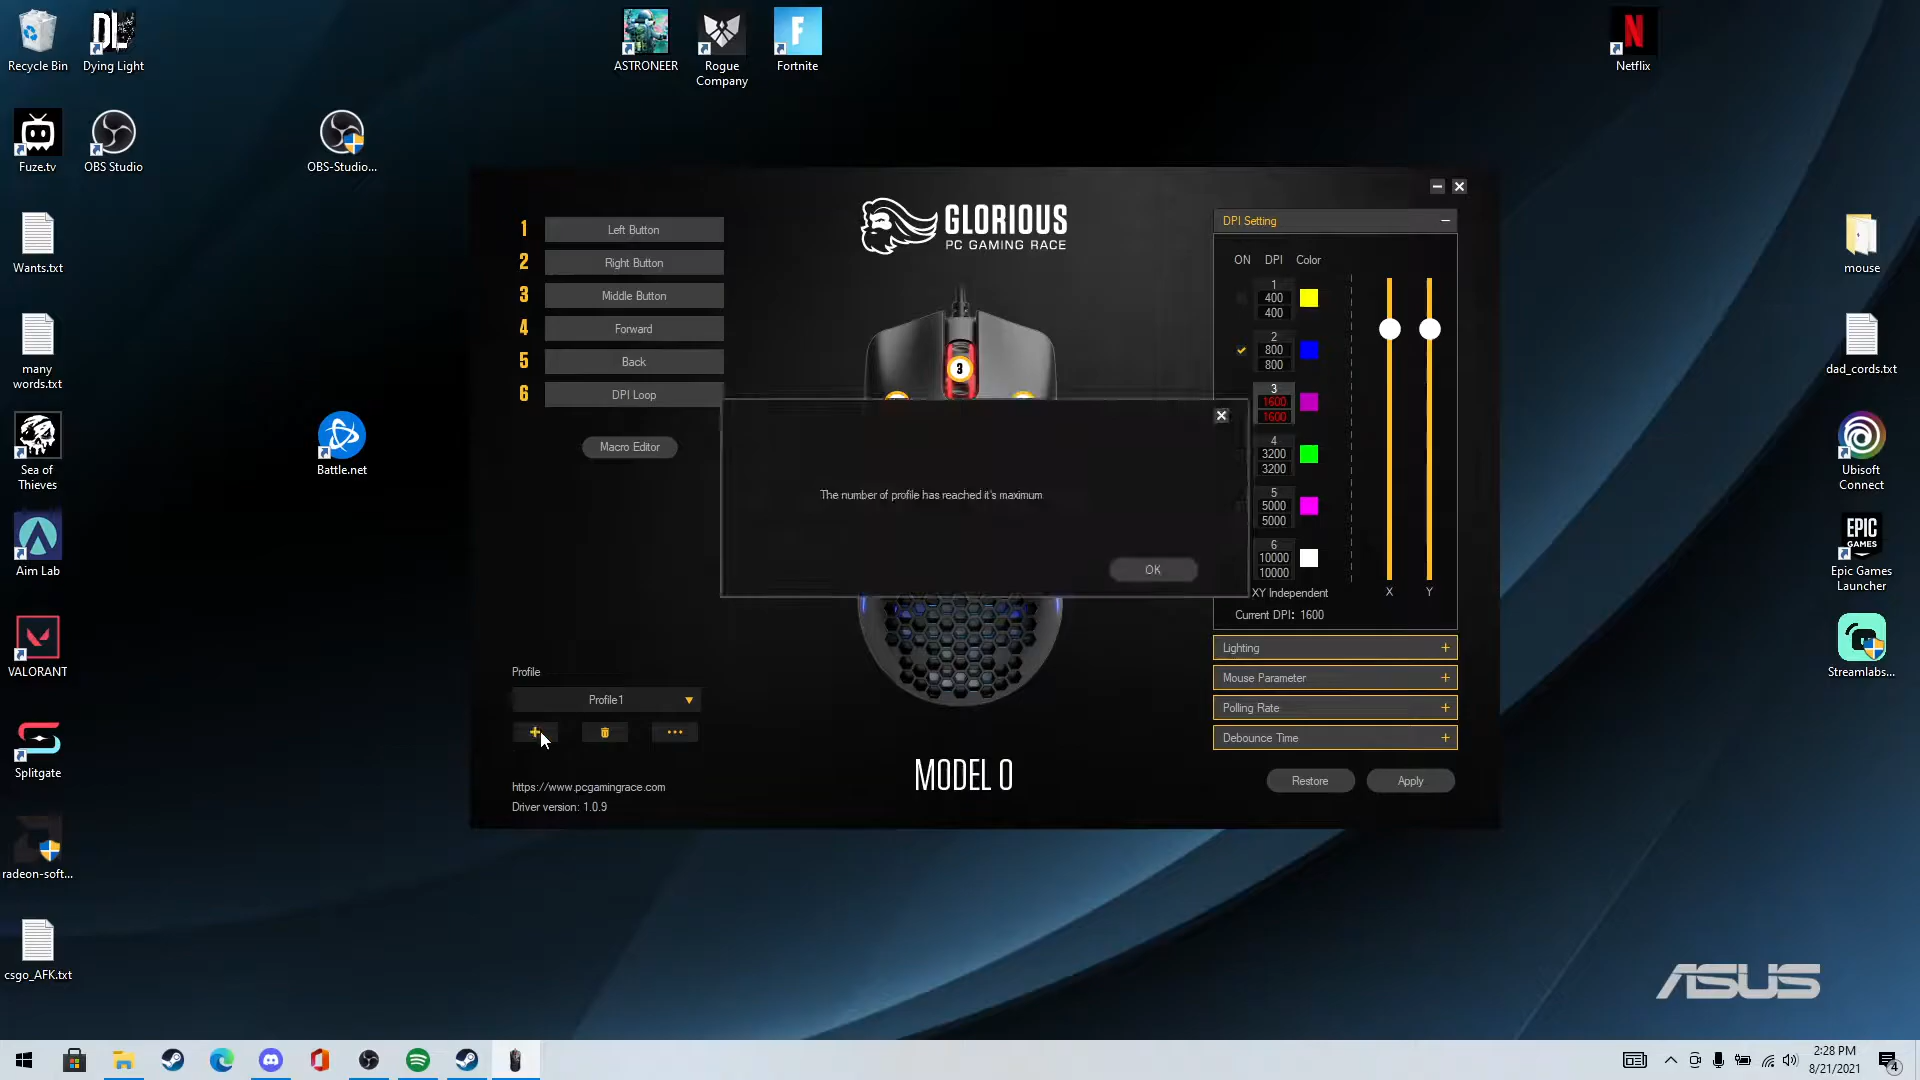 Recycle Bin
DL
Dying Light
ASTRONEER
Rogue
Company
F
Fortnite
N
Netflix
Fuze.tv
OBS Studio
OBS-Studio...
Wants.txt
many
words.txt
Sea of
Thieves
Battle.net
Aim Lab
VALORANT
Splitgate
radeon-soft...
csgo_AFK.txt
mouse
dad_cords.txt
Ubisoft
Connect
EPIC
GAMES
Epic Games
Launcher
Streamlabs...
GLORIOUS
PC GAMING RACE
1 Left Button
2 Right Button
3 Middle Button
4 Forward
5 Back
6 DPI Loop
Macro Editor
3
The number of profile has reached it's maximum
OK
DPI Setting
ON DPI Color
1
400
400
2
800
800
3
1600
1600
4
3200
3200
5
5000
5000
6
10000
10000
X Y
XY Independent
Current DPI: 1600
Lighting +
Mouse Parameter +
Polling Rate +
Debounce Time +
Restore
Apply
Profile
Profile1
https://www.pcgamingrace.com
Driver version: 1.0.9
MODEL O
ASUS
2:28 PM
8/21/2021
4